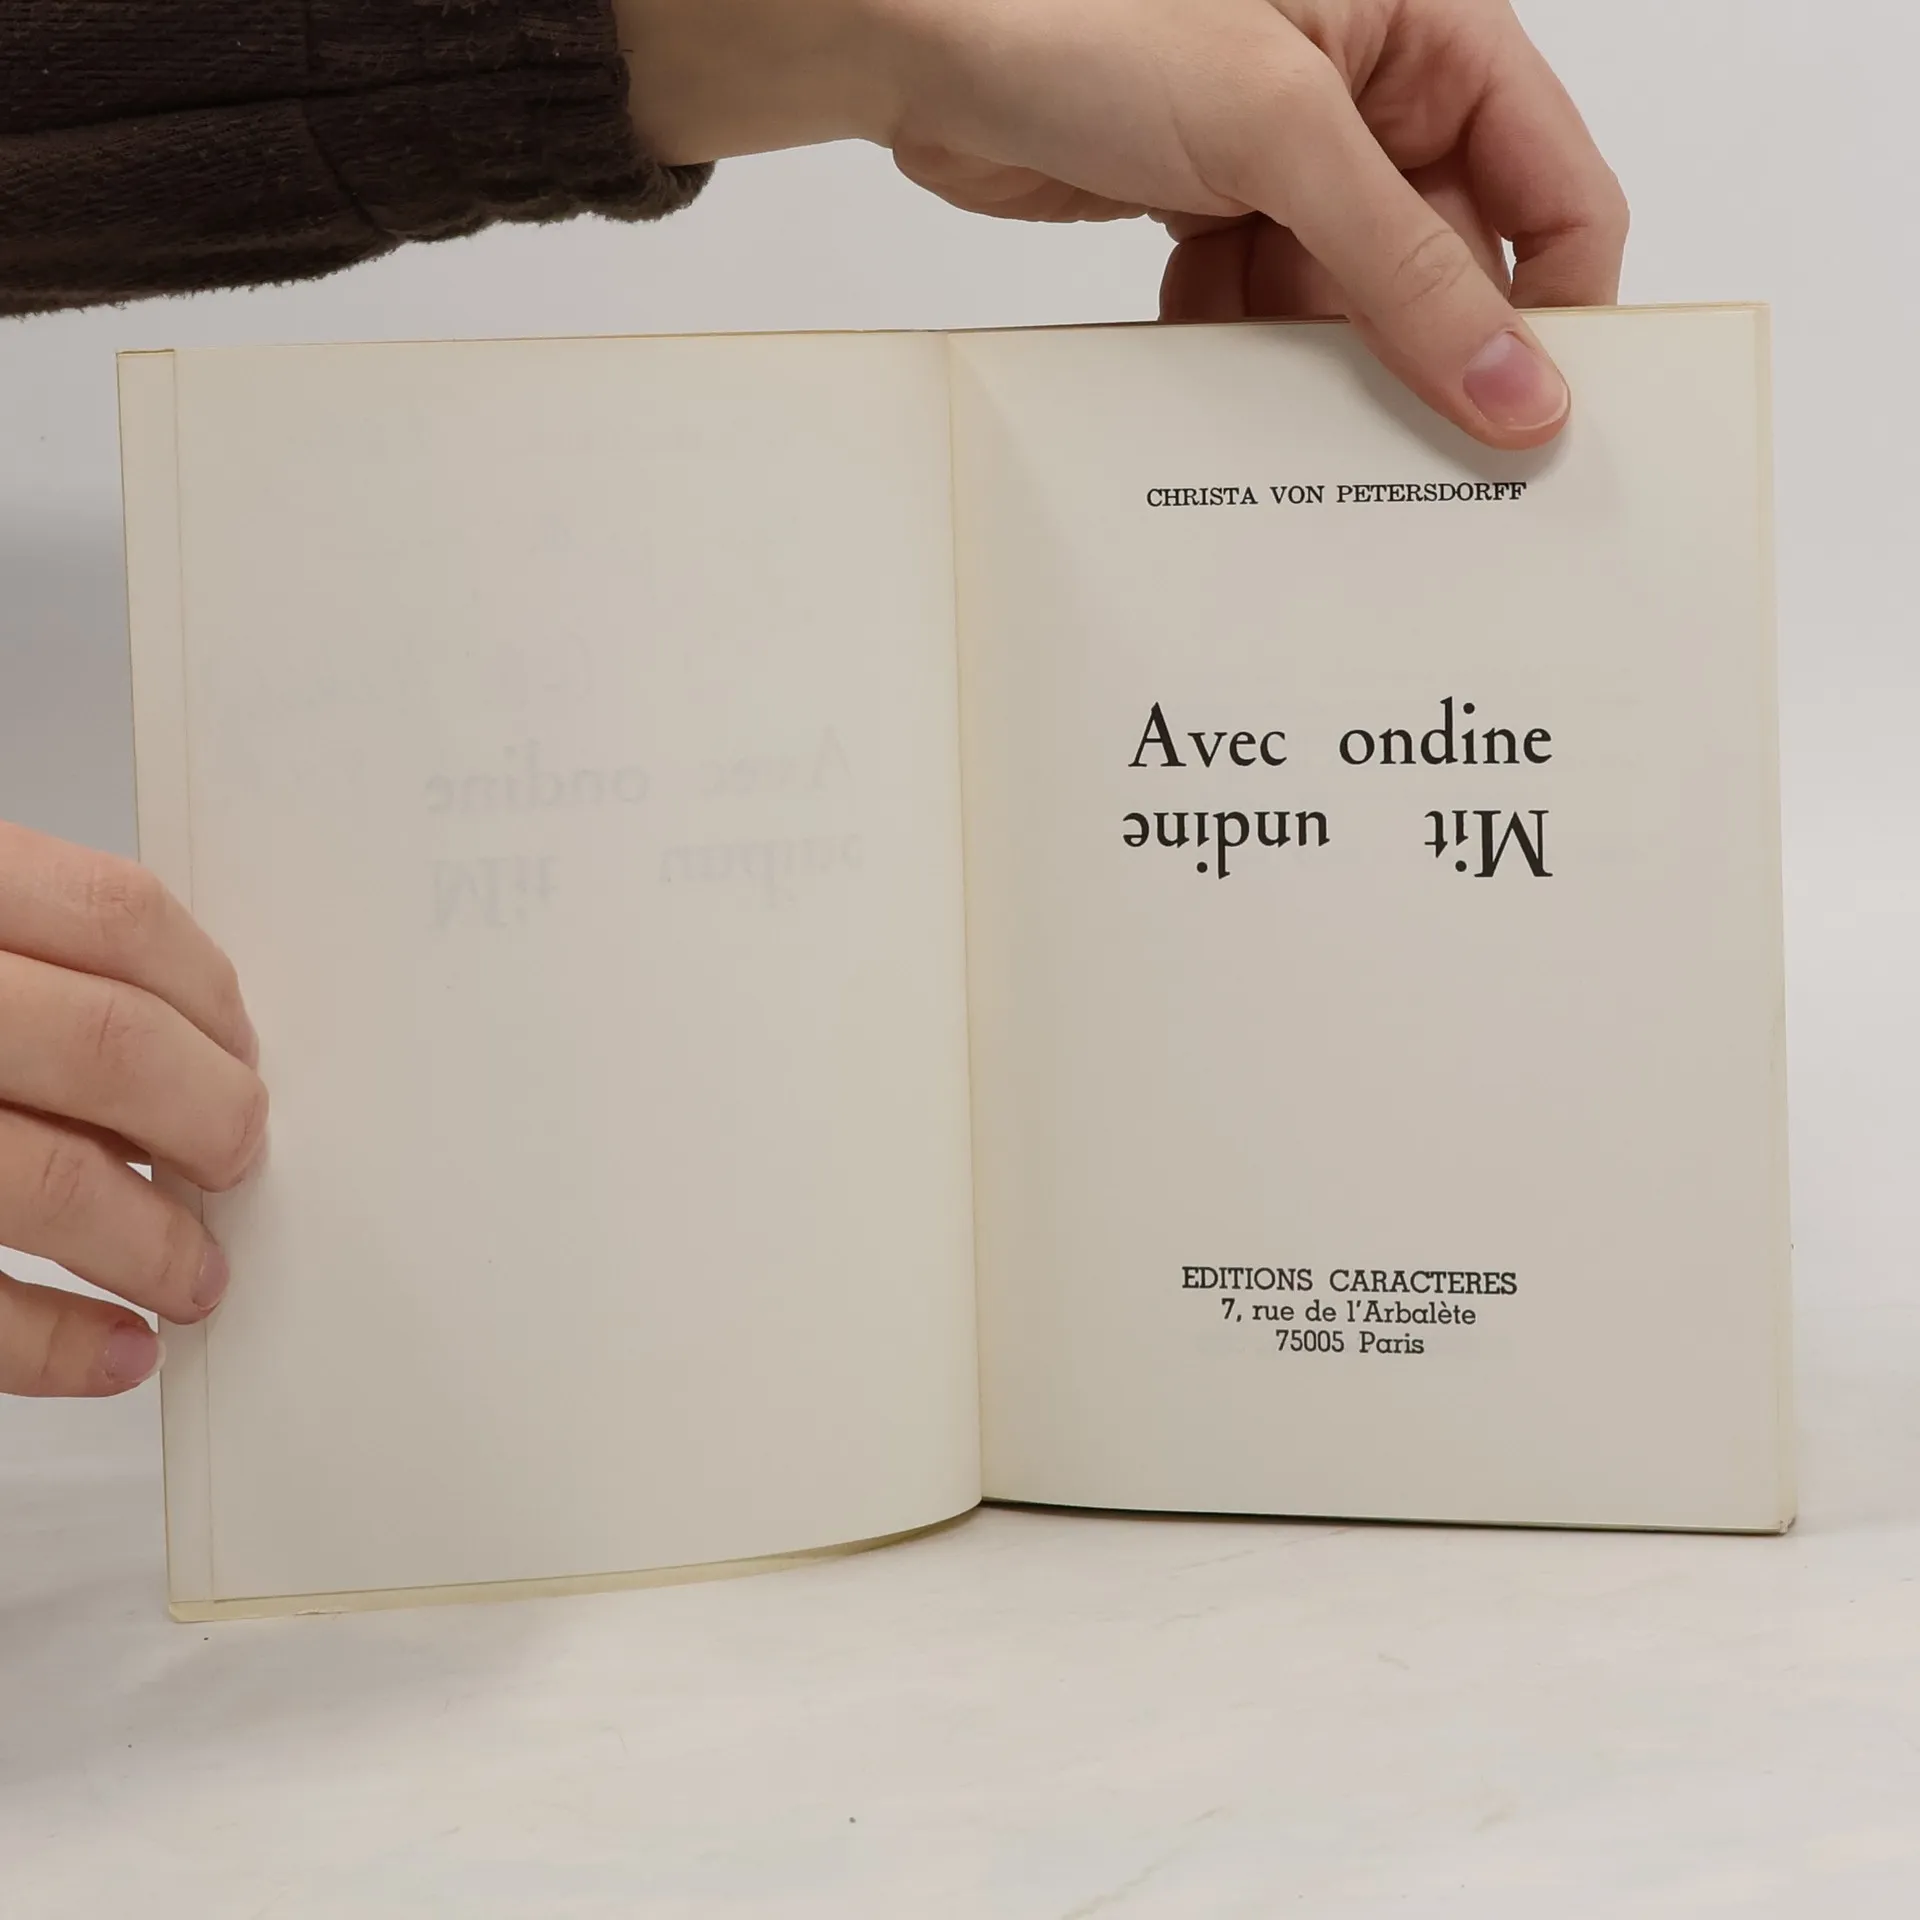 CHRISTA VON PETERSDORFF
Avec ondine
Mit undine
EDITIONS CARACTERES
7, rue de l'Arbalète
75005 Paris